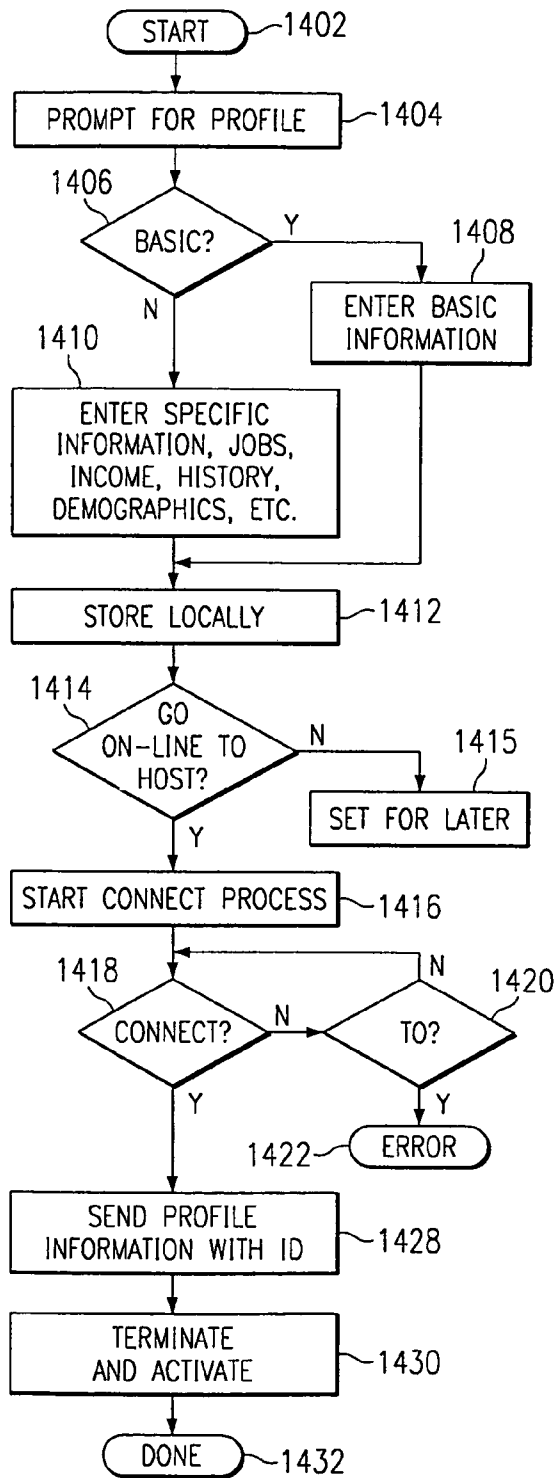 START
1402
PROMPT FOR PROFILE
1404
1406
BASIC?
Y
N
1408
ENTER BASIC
INFORMATION
1410
ENTER SPECIFIC
INFORMATION, JOBS,
INCOME, HISTORY,
DEMOGRAPHICS, ETC.
STORE LOCALLY
1412
1414
GO
ON-LINE TO
HOST?
N
Y
1415
SET FOR LATER
START CONNECT PROCESS
1416
1418
CONNECT?
N
Y
N
1420
TO?
Y
1422
ERROR
SEND PROFILE
INFORMATION WITH ID
1428
TERMINATE
AND ACTIVATE
1430
DONE
1432